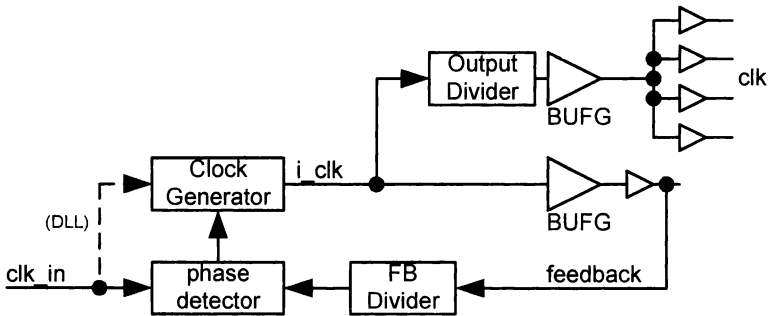 Output
Divider
BUFG
clk
Clock
Generator
i_clk
BUFG
(DLL)
clk_in
phase
detector
FB
Divider
feedback